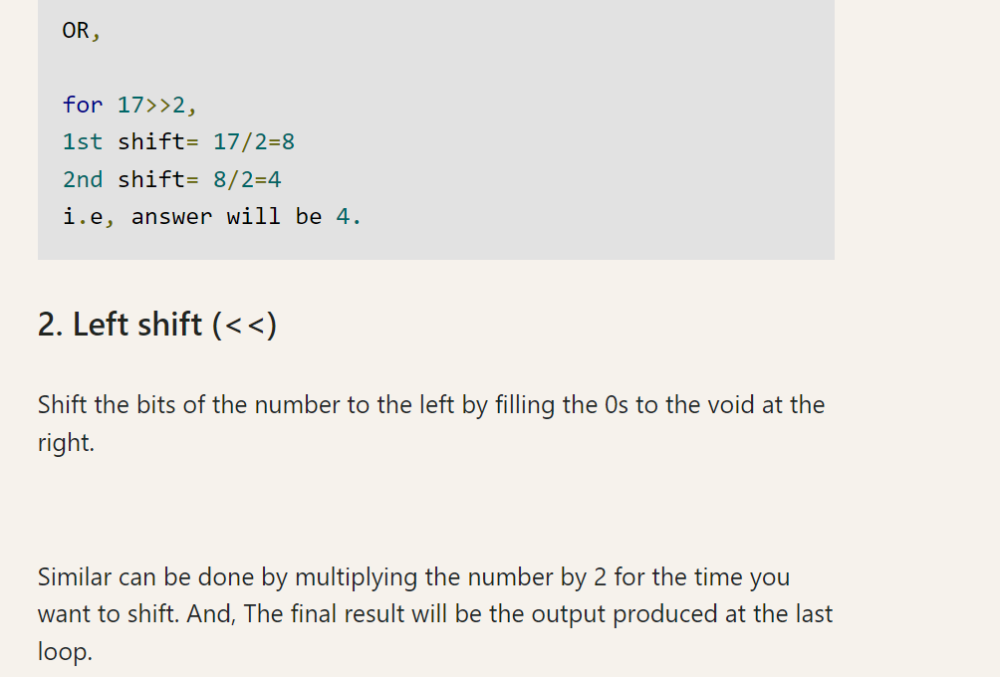 OR,
for 17>>2,
1st shift= 17/2=8
2nd shift= 8/2=4
i.e, answer will be 4.
2. Left shift (<<)
Shift the bits of the number to the left by filling the 0s to the void at the
right.
Similar can be done by multiplying the number by 2 for the time you
want to shift. And, The final result will be the output produced at the last
loop.